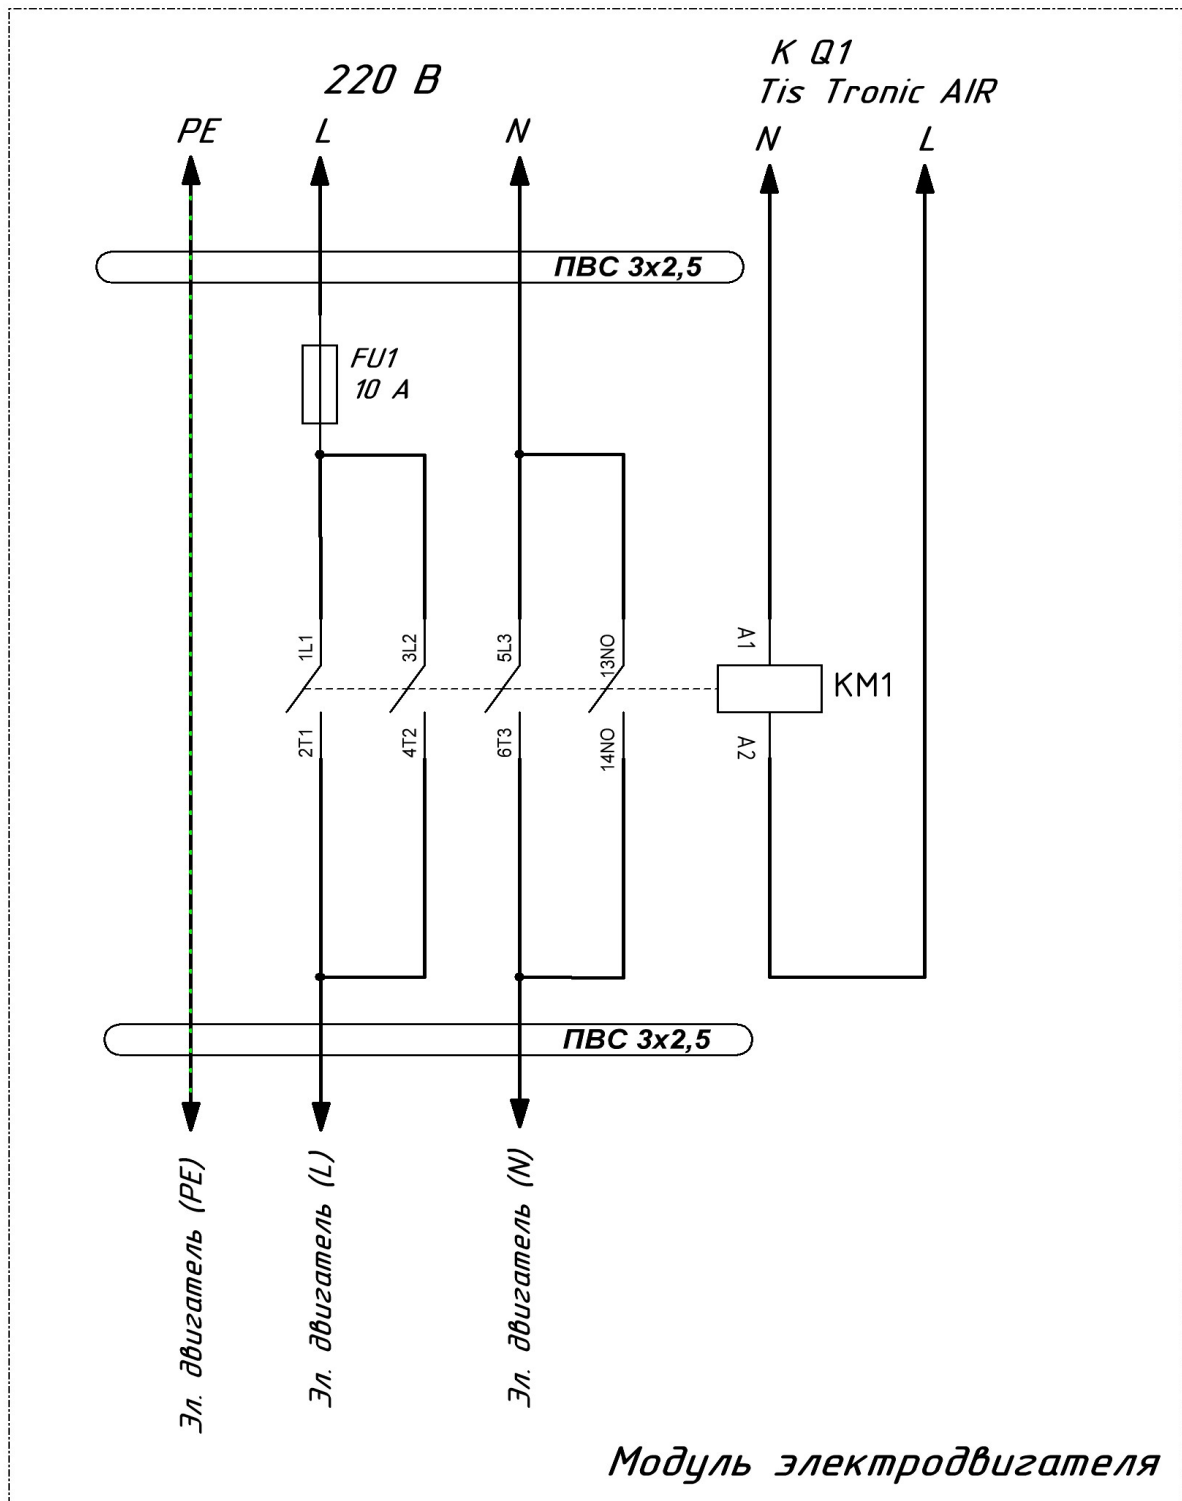 220 В
К Q1
Tis Tronic AIR
PE
L
N
N
L
ПВС 3х2,5
FU1
10 А
1L1
3L2
5L3
13NO
A1
KM1
2T1
4T2
6T3
14NO
A2
ПВС 3х2,5
Эл. двигатель (PE)
Эл. двигатель (L)
Эл. двигатель (N)
Модуль электродвигателя